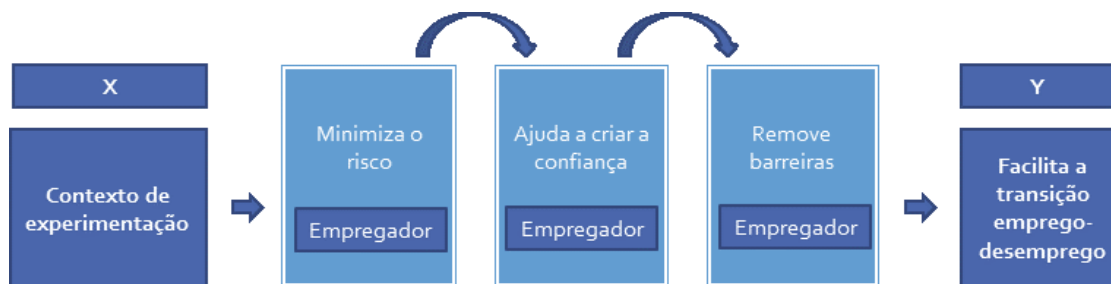 X
Contexto de
experimentação
Minimiza o
risco
Empregador
Ajuda a criar a
confiança
Empregador
Remove
barreiras
Empregador
Y
Facilita a
transição
emprego-
desemprego